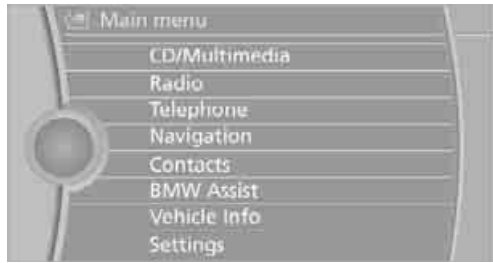 Main menu
CD/Multimedia
Radio
Telephone
Navigation
Contacts
BMW Assist
Vehicle Info
Settings